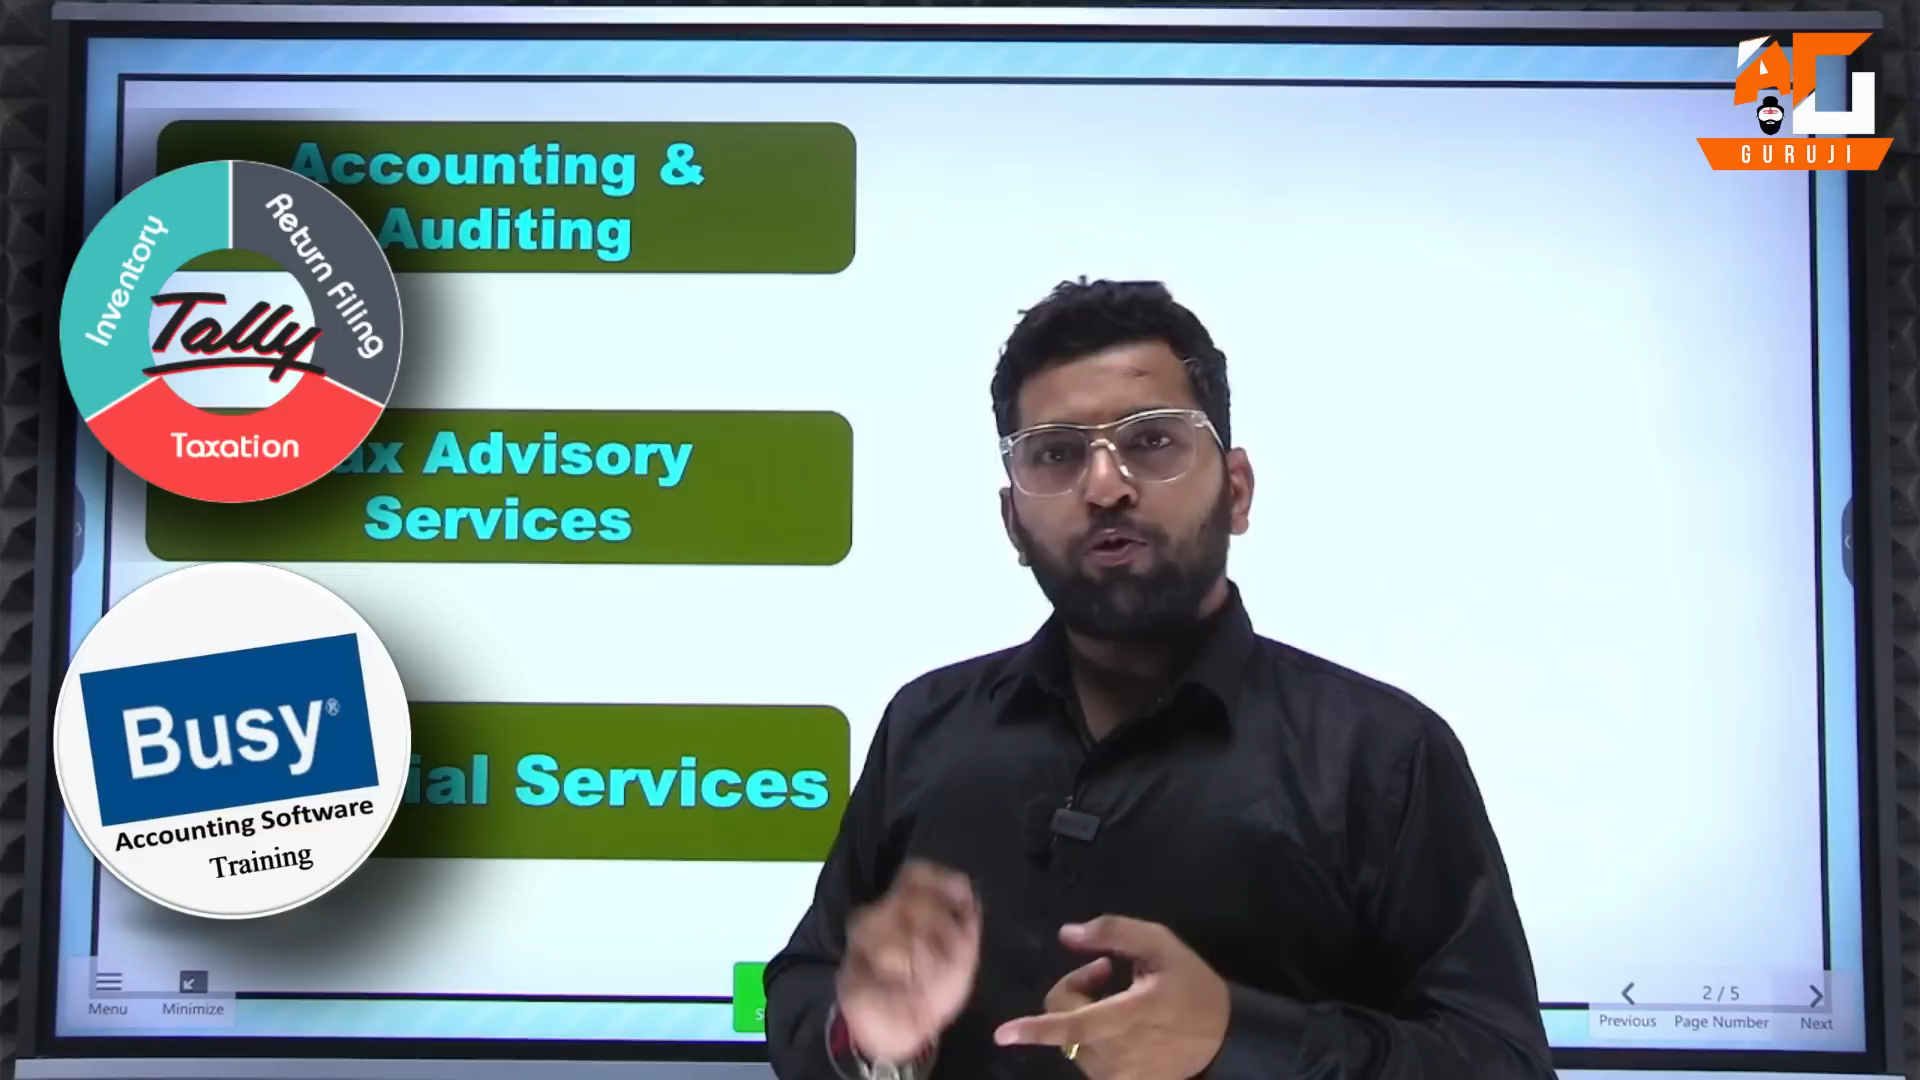 Accounting &
Auditing
Inventory
Return Filing
Tally
Taxation
Advisory
Services
Busy®
Accounting Software
Training
Services
AG
GURUJI
Menu
Minimize
2 / 5
Previous
Page Number
Next